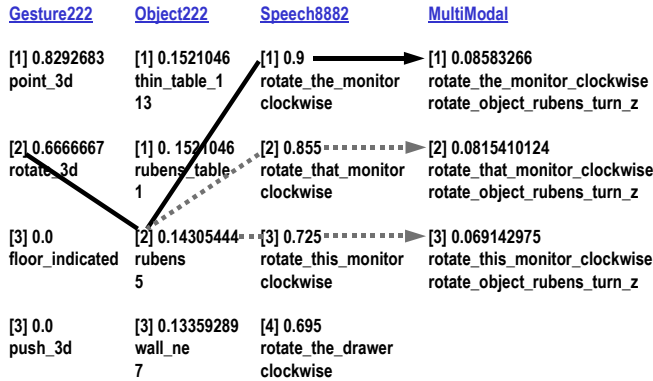 Gesture222 Object222 Speech8882 MultiModal
[1] 0.8292683 [1] 0.1521046 [1] 0.9 [1] 0.08583266
point_3d thin_table_1 rotate_the_monitor rotate_the_monitor_clockwise
13 clockwise rotate_object_rubens_turn_z
[2] 0.6666667 [1] 0. 1521046 [2] 0.855 [2] 0.0815410124
rotate_3d rubens_table rotate_that_monitor rotate_that_monitor_clockwise
1 clockwise rotate_object_rubens_turn_z
[3] 0.0 [2] 0.14305444 [3] 0.725 [3] 0.069142975
floor_indicated rubens rotate_this_monitor rotate_this_monitor_clockwise
5 clockwise rotate_object_rubens_turn_z
[3] 0.0 [3] 0.13359289 [4] 0.695
push_3d wall_ne rotate_the_drawer
7 clockwise